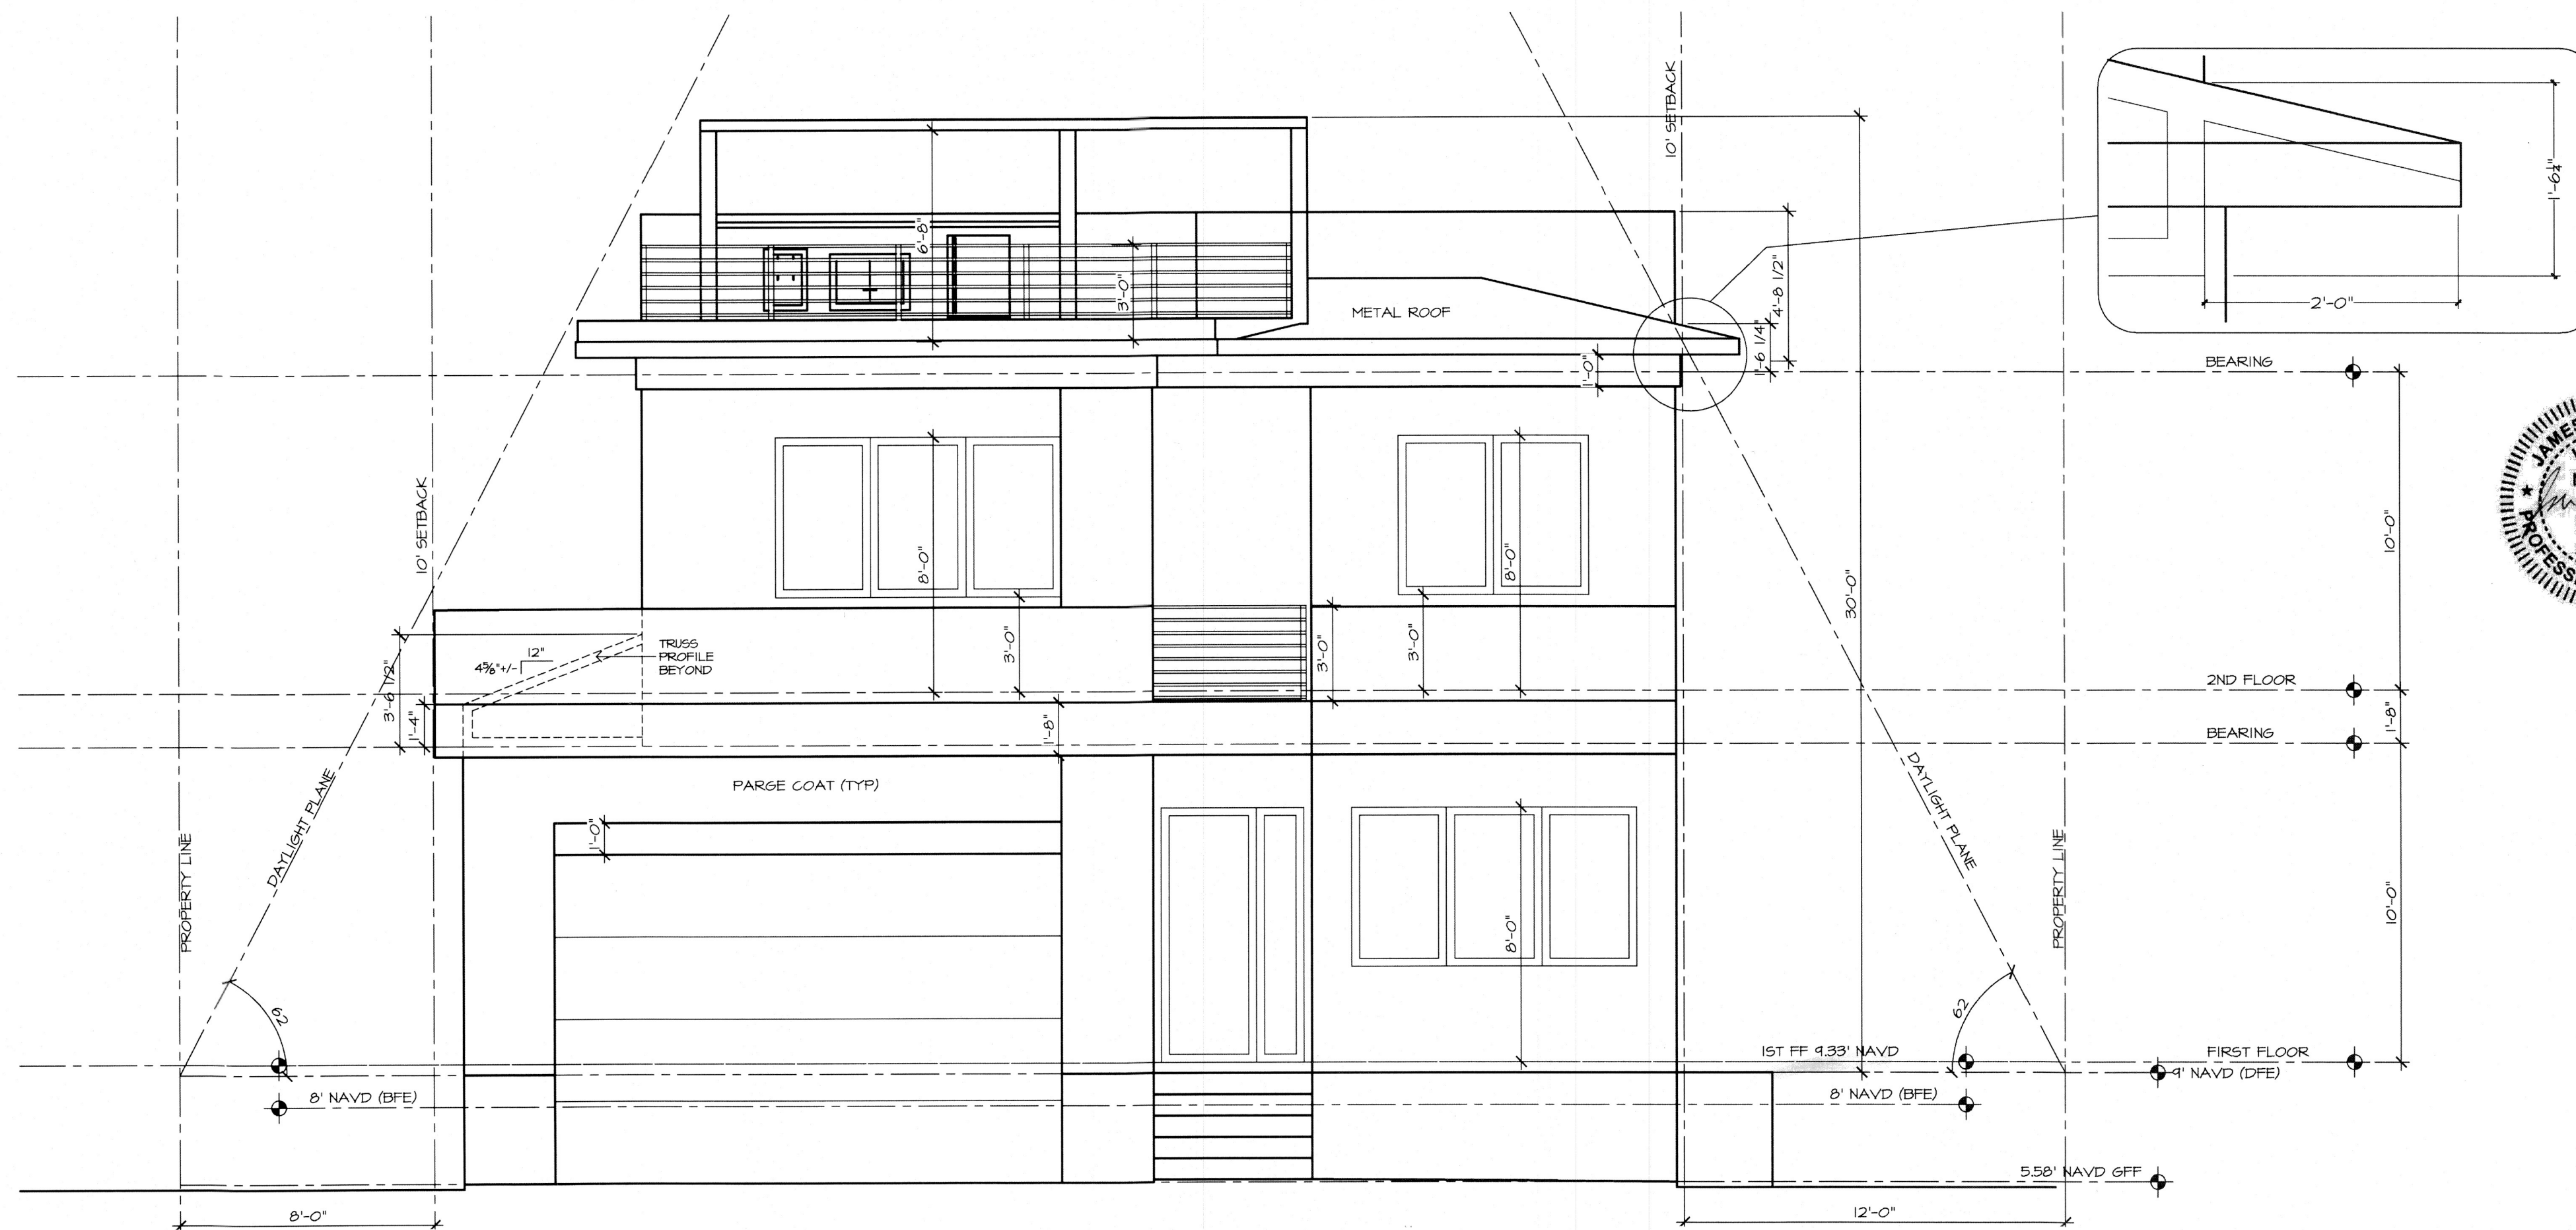 10' SETBACK
1'-6¼"
2'-0"
6'-8"
3'-0"
METAL ROOF
4'-8 1/2"
1'-6 1/4"
1'-0"
BEARING
JAMES
PROFESS
10' SETBACK
8'-0"
8'-0"
10'-0"
30'-0"
3'-0"
3'-0"
3'-0"
12"
4⅝"+/-
TRUSS
PROFILE
BEYOND
3'-6 1/2"
1'-4"
1'-8"
2ND FLOOR
1'-8"
BEARING
PARGE COAT (TYP)
DAYLIGHT PLANE
DAYLIGHT PLANE
PROPERTY LINE
PROPERTY LINE
1'-0"
8'-0"
10'-0"
62
62
1ST FF 9.33' NAVD
FIRST FLOOR
9' NAVD (DFE)
8' NAVD (BFE)
8' NAVD (BFE)
5.58' NAVD GFF
8'-0"
12'-0"